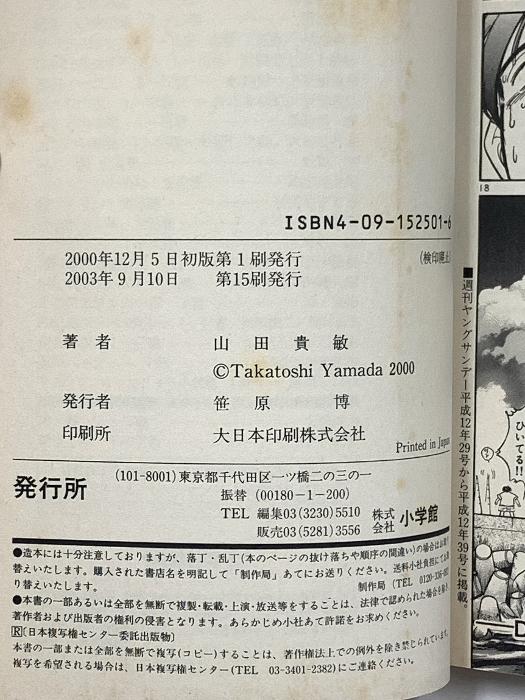 ISBN4-09-152501-6
2000年12月5日初版第1刷発行
(検印廃止
2003年9月10日 第15刷発行
著者 山田貴敏
©Takatoshi Yamada 2000
発行者 笹原博
印刷所 大日本印刷株式会社
Printed in Japan
発行所
(101-8001)東京都千代田区一ツ橋二の三の一
振替(00180-1-200)
TEL 編集03(3230)5510
販売03(5281)3556
株式会社 小学館
●造本には十分注意しておりますが、落丁・乱丁(本のページの抜け落ちや順序の間違い)の場合はお取
替えいたします。購入された書店名を明記して「制作局」あてにお送りください。送料小社負担にてお
り替えいたします。
制作局(TEL 0120-336-
●本書の一部あるいは全部を無断で複製・転載・上演・放送等をすることは、法律で認められた場合を除き、
著作者および出版者の権利の侵害となります。あらかじめ小社あて許諾をお求めください。
R〔日本複写権センター委託出版物〕
本書の一部または全部を無断で複写(コピー)することは、著作権法上での例外を除き禁じられています。
複写を希望される場合は、日本複写権センター(TEL 03-3401-2382)にご連絡ください。
■週刊ヤングサンデー平成12年29号から平成12年39号に掲載。
18
ひいてる!!